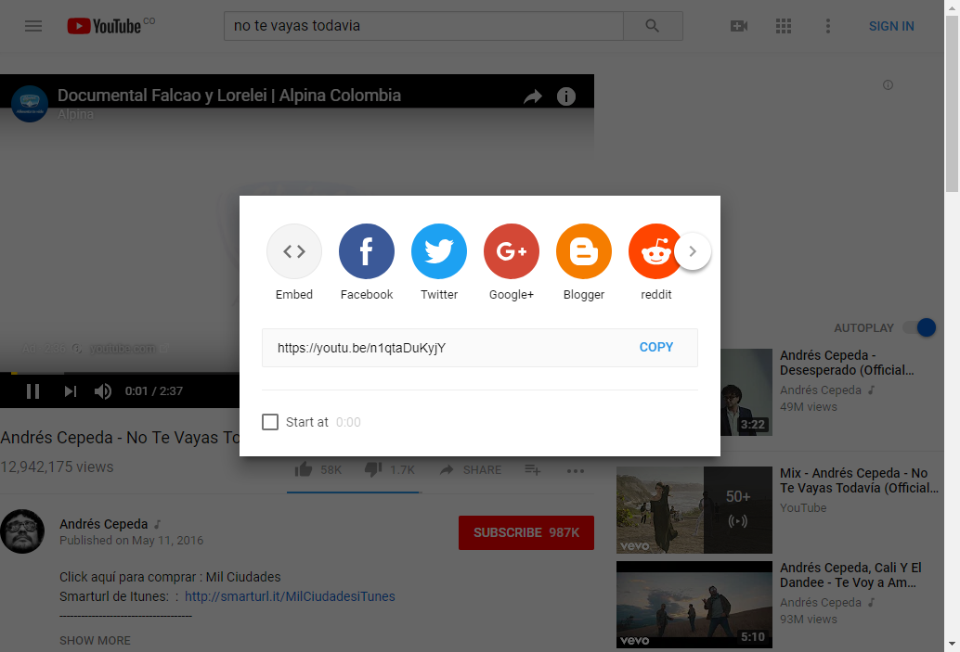 YouTube CO
no te vayas todavia
SIGN IN
Documental Falcao y Lorelei | Alpina Colombia
Alpina
youtube.com
0:01 / 2:37
Embed
Facebook
Twitter
Google+
Blogger
reddit
https://youtu.be/n1qtaDuKyjY
COPY
Start at 0:00
Andrés Cepeda - No Te Vayas To
12,942,175 views
58K
1.7K
SHARE
Andrés Cepeda
Published on May 11, 2016
SUBSCRIBE 987K
Click aquí para comprar : Mil Ciudades
Smarturl de Itunes: : http://smarturl.it/MilCiudadesiTunes
-----------------------------------
SHOW MORE
AUTOPLAY
3:22
Andrés Cepeda -
Desesperado (Official...
Andrés Cepeda
49M views
50+
vevo
Mix - Andrés Cepeda - No
Te Vayas Todavia (Official...
YouTube
vevo
5:10
Andrés Cepeda, Cali Y El
Dandee - Te Voy a Am...
Andrés Cepeda
93M views